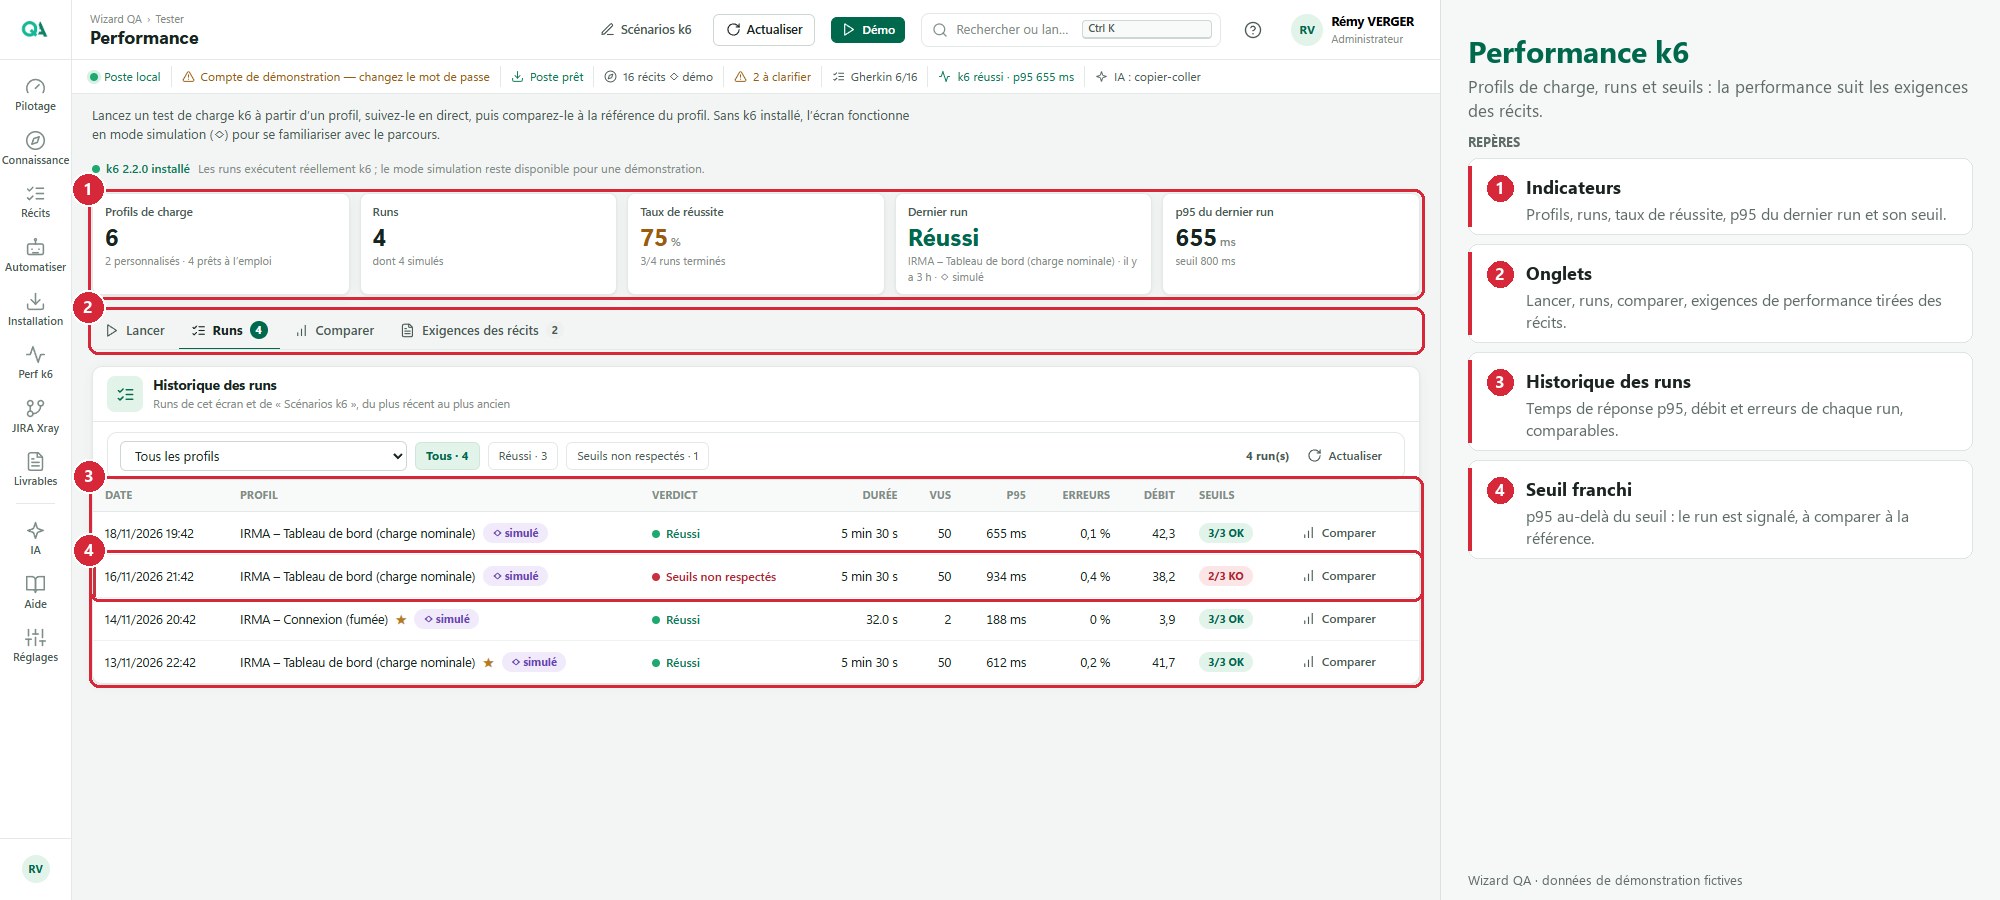 QA
Wizard QA › Tester
Performance
Scénarios k6
Actualiser
Démo
Rechercher ou lan...
Ctrl K
RV
Rémy VERGER
Administrateur
Poste local
Compte de démonstration — changez le mot de passe
Poste prêt
16 récits ◇ démo
2 à clarifier
Gherkin 6/16
k6 réussi · p95 655 ms
IA : copier-coller
Pilotage
Connaissance
Récits
Automatiser
Installation
Perf k6
JIRA Xray
Livrables
IA
Aide
Réglages
RV
Lancez un test de charge k6 à partir d'un profil, suivez-le en direct, puis comparez-le à la référence du profil. Sans k6 installé, l'écran fonctionne
en mode simulation (◇) pour se familiariser avec le parcours.
k6 2.2.0 installé Les runs exécutent réellement k6 ; le mode simulation reste disponible pour une démonstration.
1
Profils de charge
6
2 personnalisés · 4 prêts à l'emploi
Runs
4
dont 4 simulés
Taux de réussite
75 %
3/4 runs terminés
Dernier run
Réussi
IRMA – Tableau de bord (charge nominale) · il y
a 3 h · ◇ simulé
p95 du dernier run
655 ms
seuil 800 ms
2
Lancer
Runs 4
Comparer
Exigences des récits 2
Historique des runs
Runs de cet écran et de « Scénarios k6 », du plus récent au plus ancien
Tous les profils
Tous · 4
Réussi · 3
Seuils non respectés · 1
4 run(s)
Actualiser
3
DATE PROFIL VERDICT DURÉE VUS P95 ERREURS DÉBIT SEUILS
18/11/2026 19:42 IRMA – Tableau de bord (charge nominale) ◇ simulé Réussi 5 min 30 s 50 655 ms 0,1 % 42,3 3/3 OK Comparer
4
16/11/2026 21:42 IRMA – Tableau de bord (charge nominale) ◇ simulé Seuils non respectés 5 min 30 s 50 934 ms 0,4 % 38,2 2/3 KO Comparer
14/11/2026 20:42 IRMA – Connexion (fumée) ★ ◇ simulé Réussi 32.0 s 2 188 ms 0 % 3,9 3/3 OK Comparer
13/11/2026 22:42 IRMA – Tableau de bord (charge nominale) ★ ◇ simulé Réussi 5 min 30 s 50 612 ms 0,2 % 41,7 3/3 OK Comparer
Performance k6
Profils de charge, runs et seuils : la performance suit les exigences
des récits.
REPÈRES
1 Indicateurs
Profils, runs, taux de réussite, p95 du dernier run et son seuil.
2 Onglets
Lancer, runs, comparer, exigences de performance tirées des
récits.
3 Historique des runs
Temps de réponse p95, débit et erreurs de chaque run,
comparables.
4 Seuil franchi
p95 au-delà du seuil : le run est signalé, à comparer à la
référence.
Wizard QA · données de démonstration fictives